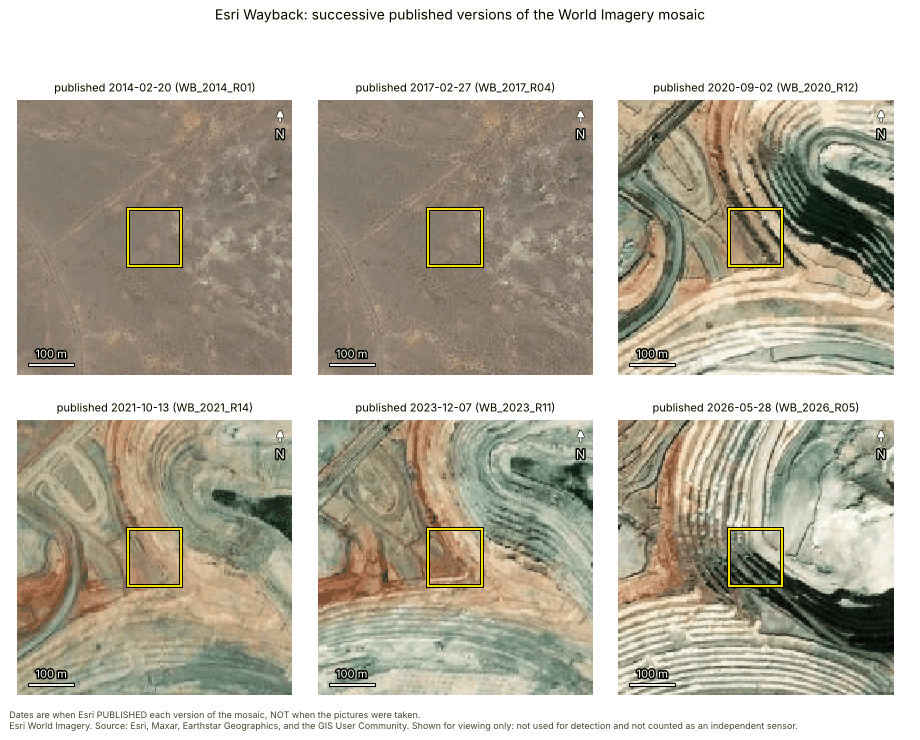 Esri Wayback: successive published versions of the World Imagery mosaic
published 2014-02-20 (WB_2014_R01)
published 2017-02-27 (WB_2017_R04)
published 2020-09-02 (WB_2020_R12)
N
N
N
100 m
100 m
100 m
published 2021-10-13 (WB_2021_R14)
published 2023-12-07 (WB_2023_R11)
published 2026-05-28 (WB_2026_R05)
N
N
N
100 m
100 m
100 m
Dates are when Esri PUBLISHED each version of the mosaic, NOT when the pictures were taken.
Esri World Imagery. Source: Esri, Maxar, Earthstar Geographics, and the GIS User Community. Shown for viewing only: not used for detection and not counted as an independent sensor.